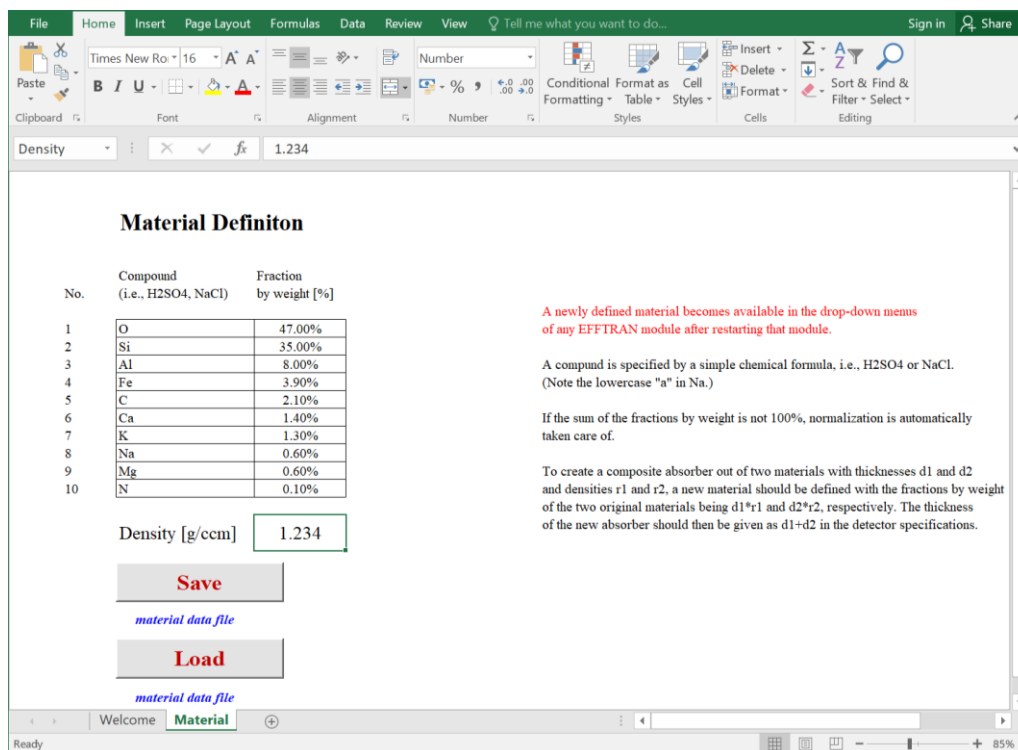 File Home Insert Page Layout Formulas Data Review View Tell me what you want to do... Sign in Share
Paste
Clipboard
Times New Ro 16 A A
B I U A
Font
Alignment
Number
% , .0 .00 .00 .0
Number
Conditional Format as Cell
Formatting Table Styles
Styles
Insert
Delete
Format
Cells
Σ A Z
Sort & Find &
Filter Select
Editing
Density fx 1.234
Material Definiton
Compound Fraction
No. (i.e., H2SO4, NaCl) by weight [%]
1 O 47.00%
2 Si 35.00%
3 Al 8.00%
4 Fe 3.90%
5 C 2.10%
6 Ca 1.40%
7 K 1.30%
8 Na 0.60%
9 Mg 0.60%
10 N 0.10%
Density [g/ccm] 1.234
Save
material data file
Load
material data file
A newly defined material becomes available in the drop-down menus
of any EFFTRAN module after restarting that module.
A compund is specified by a simple chemical formula, i.e., H2SO4 or NaCl.
(Note the lowercase "a" in Na.)
If the sum of the fractions by weight is not 100%, normalization is automatically
taken care of.
To create a composite absorber out of two materials with thicknesses d1 and d2
and densities r1 and r2, a new material should be defined with the fractions by weight
of the two original materials being d1*r1 and d2*r2, respectively. The thickness
of the new absorber should then be given as d1+d2 in the detector specifications.
Welcome Material
Ready 85%